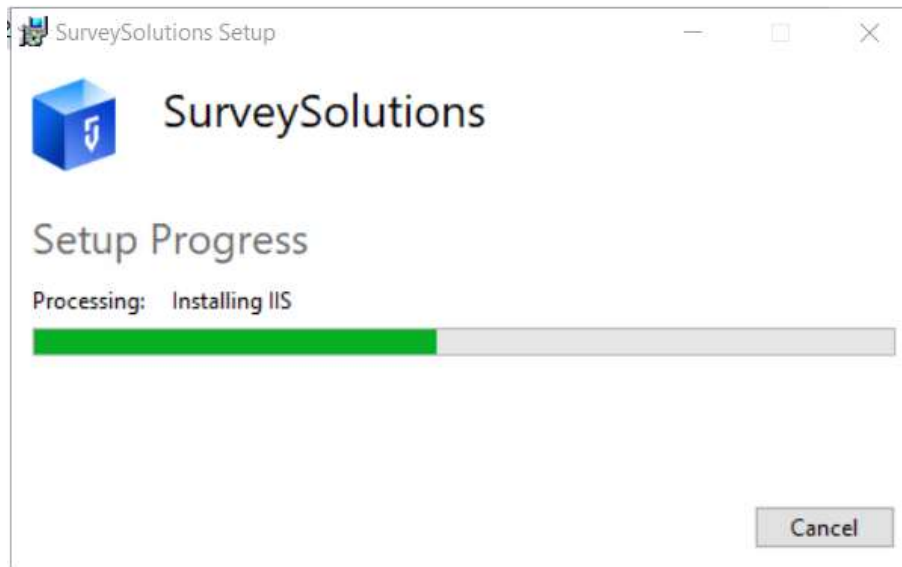 SurveySolutions Setup
SurveySolutions
Setup Progress
Processing: Installing IIS
Cancel